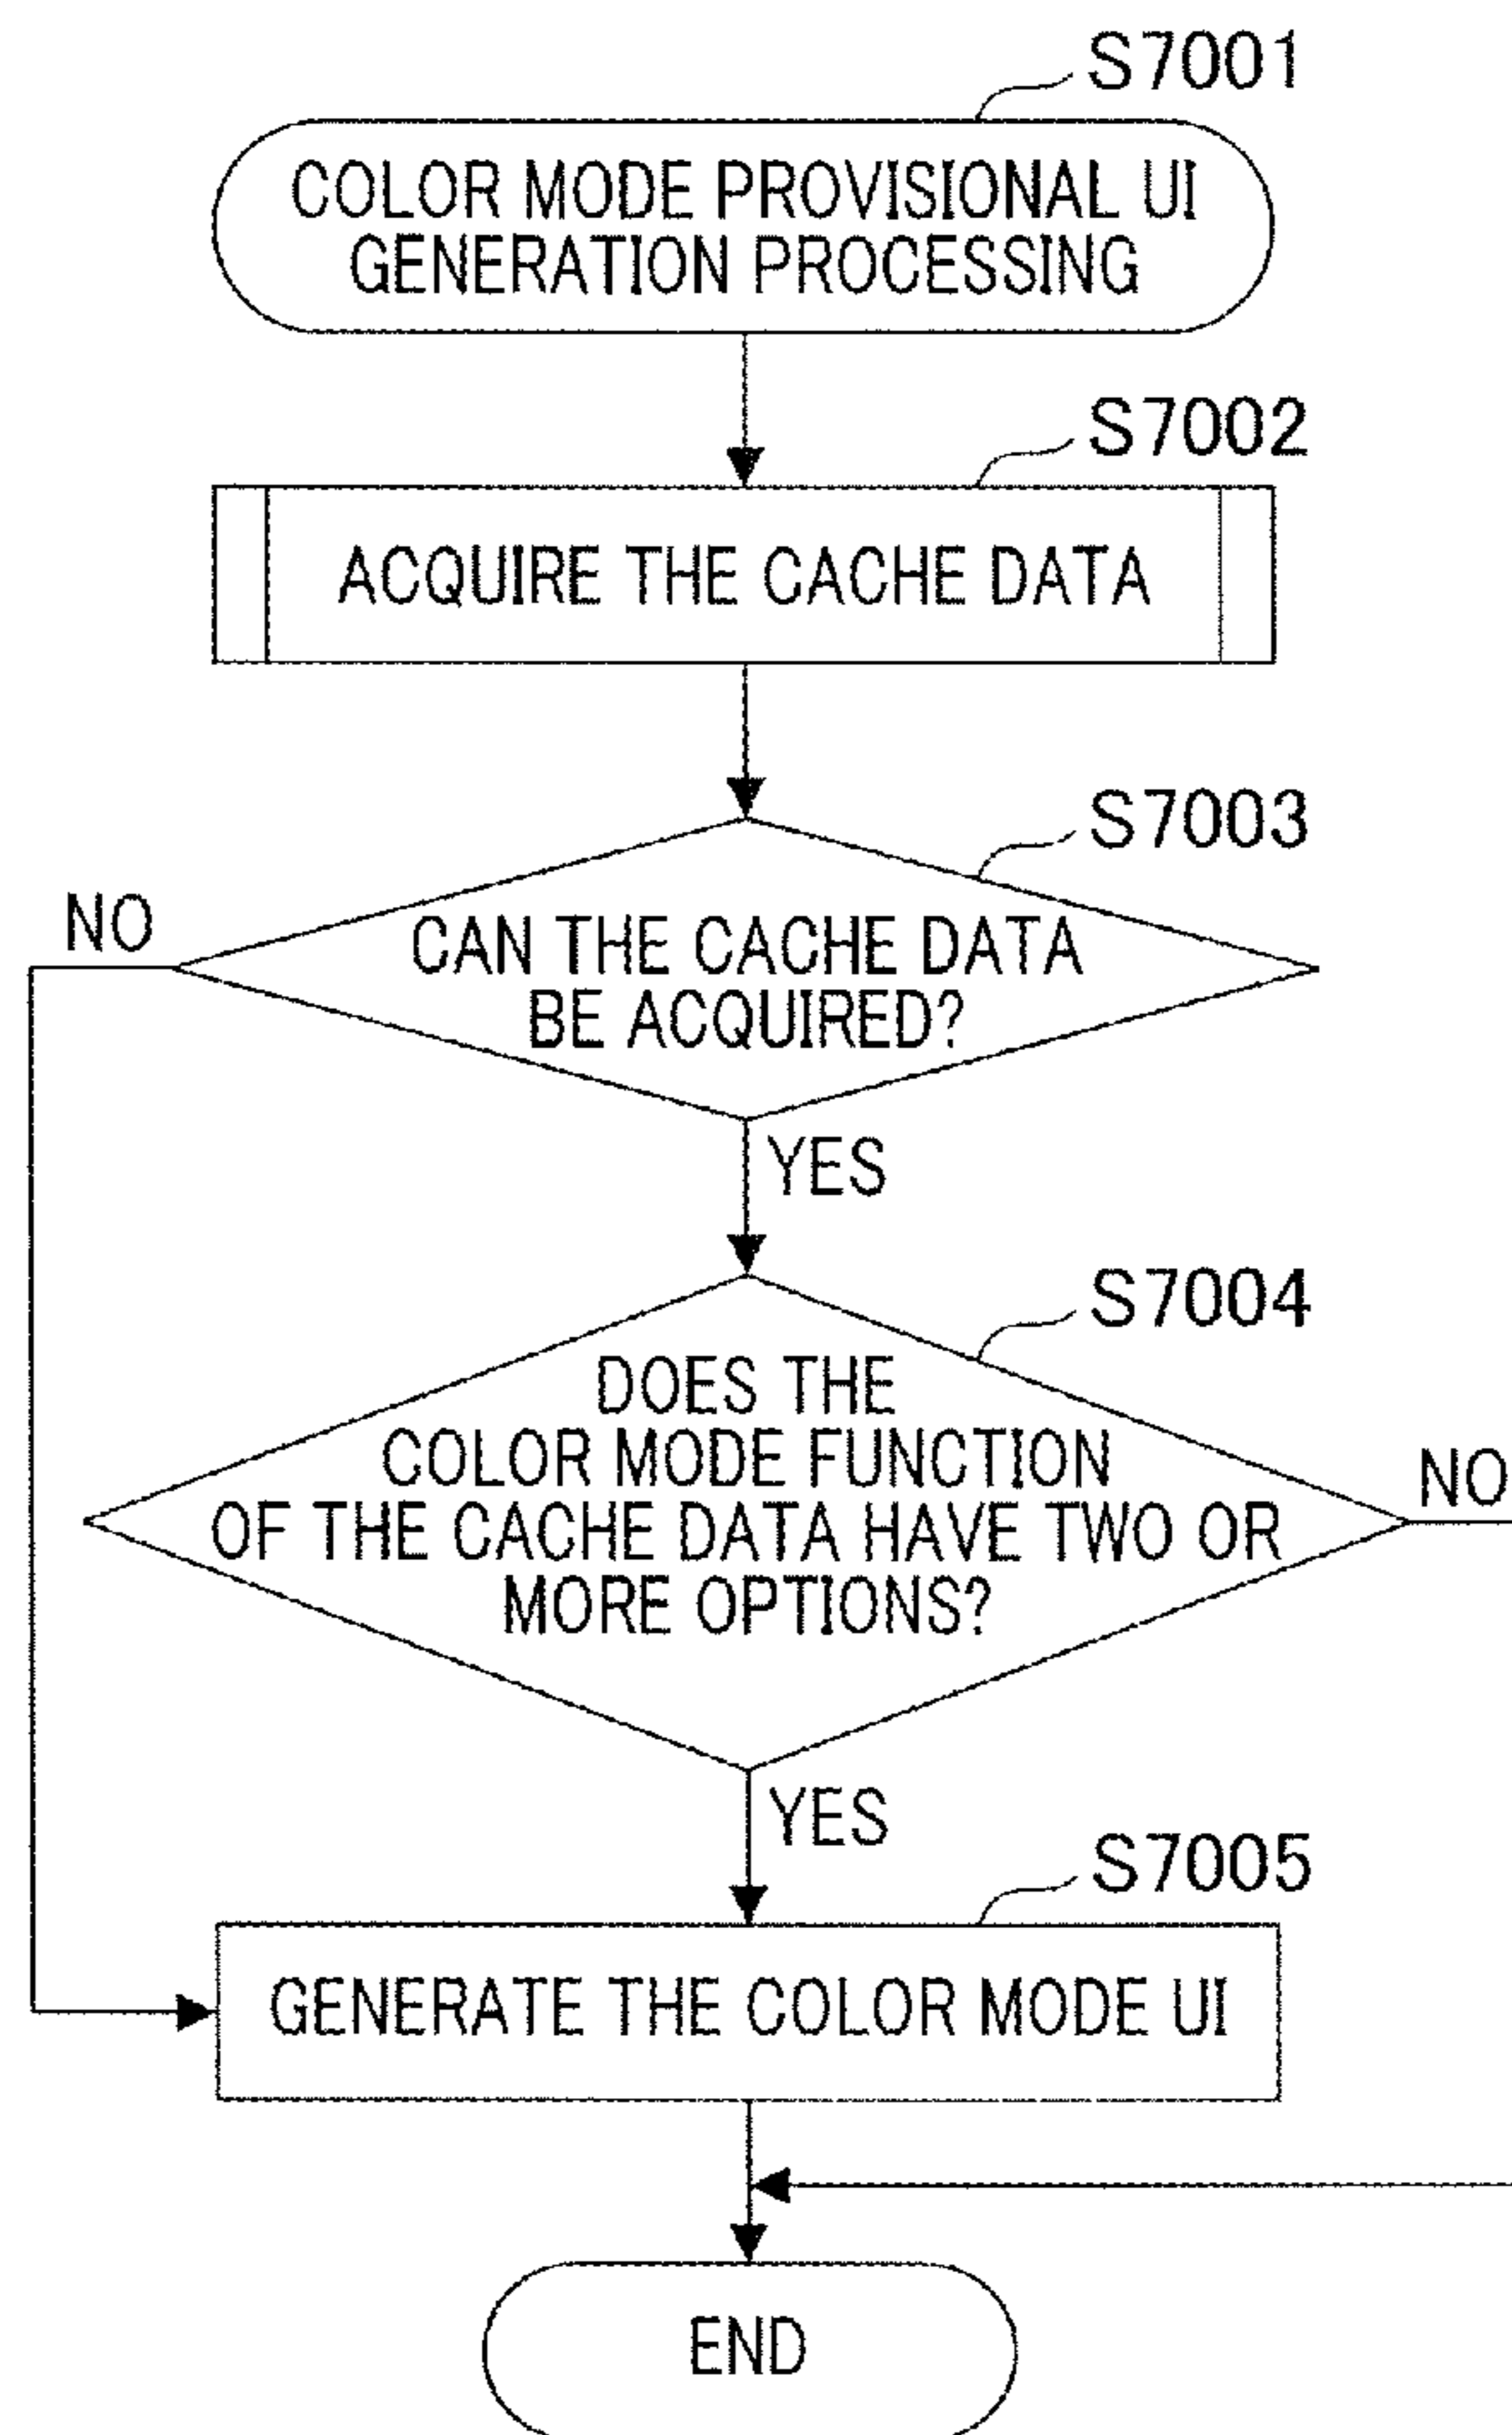 S7001
COLOR MODE PROVISIONAL UI
GENERATION PROCESSING
S7002
ACQUIRE THE CACHE DATA
S7003
NO
CAN THE CACHE DATA
BE ACQUIRED?
YES
S7004
DOES THE
COLOR MODE FUNCTION
NO
OF THE CACHE DATA HAVE TWO OR
MORE OPTIONS?
YES
S7005
GENERATE THE COLOR MODE UI
END